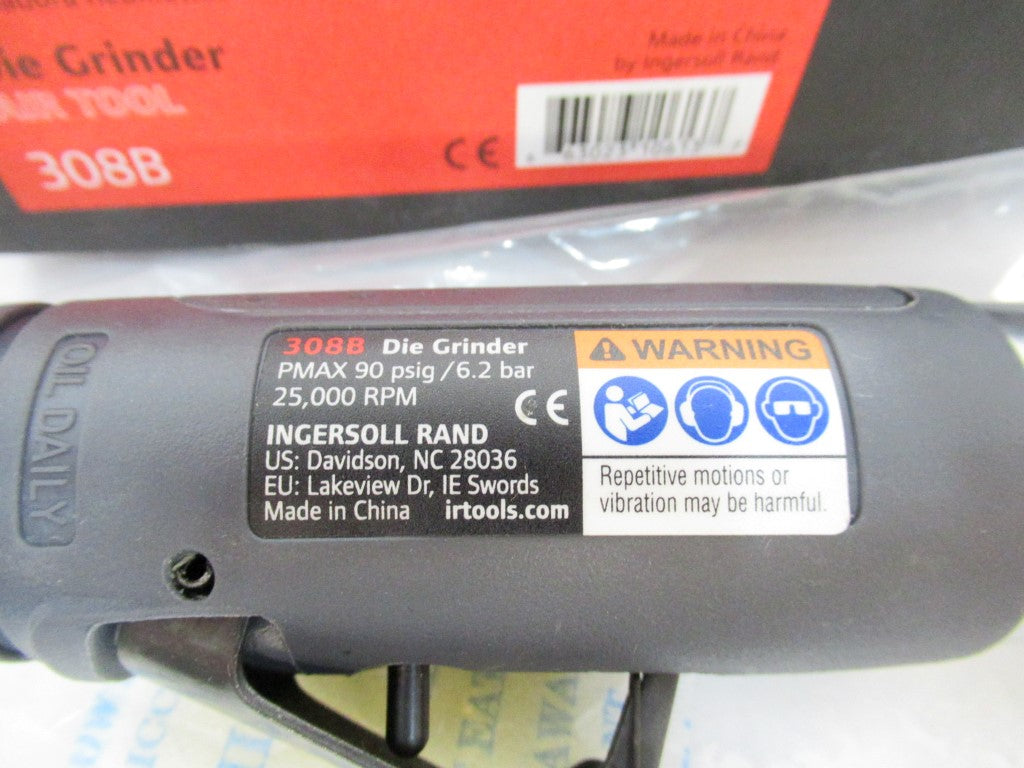 Die Grinder
AIR TOOL
308B
Made in China
by Ingersoll Rand
CE
OIL DAILY
308B Die Grinder
PMAX 90 psig / 6.2 bar
25,000 RPM
CE
INGERSOLL RAND
US: Davidson, NC 28036
EU: Lakeview Dr, IE Swords
Made in China irtools.com
WARNING
Repetitive motions or
vibration may be harmful.